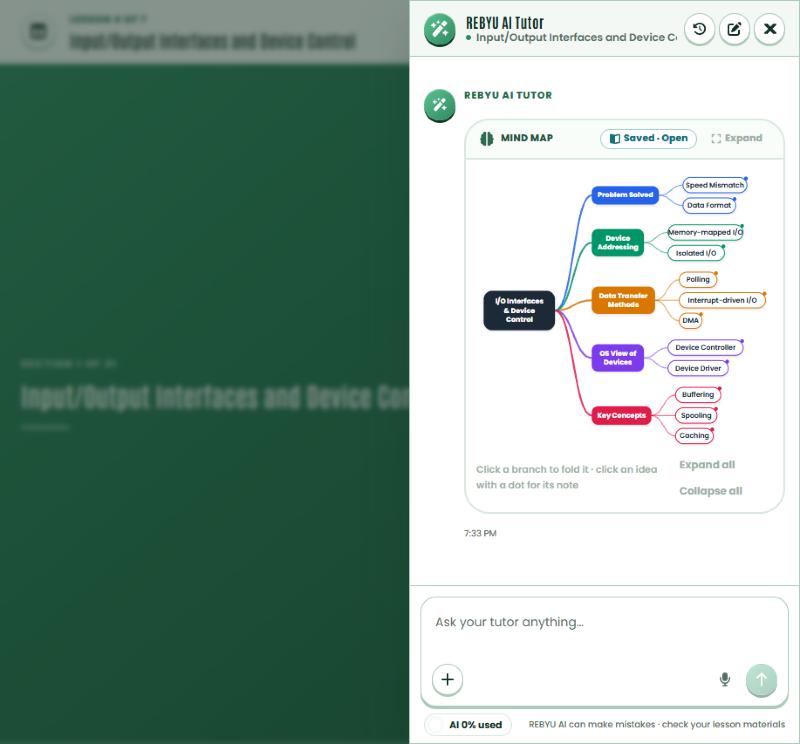 LESSON 6 OF 7
Input/Output Interfaces and Device Control
SECTION 1 OF 21
Input/Output Interfaces and Device Con
REBYU AI Tutor
Input/Output Interfaces and Device Co
REBYU AI TUTOR
MIND MAP
Saved · Open
Expand
Problem Solved
Speed Mismatch
Data Format
Device
Addressing
Memory-mapped I/O
Isolated I/O
I/O Interfaces
& Device
Control
Data Transfer
Methods
Polling
Interrupt-driven I/O
DMA
OS View of
Devices
Device Controller
Device Driver
Key Concepts
Buffering
Spooling
Caching
Click a branch to fold it · click an idea
with a dot for its note
Expand all
Collapse all
7:33 PM
Ask your tutor anything...
AI 0% used
REBYU AI can make mistakes · check your lesson materials